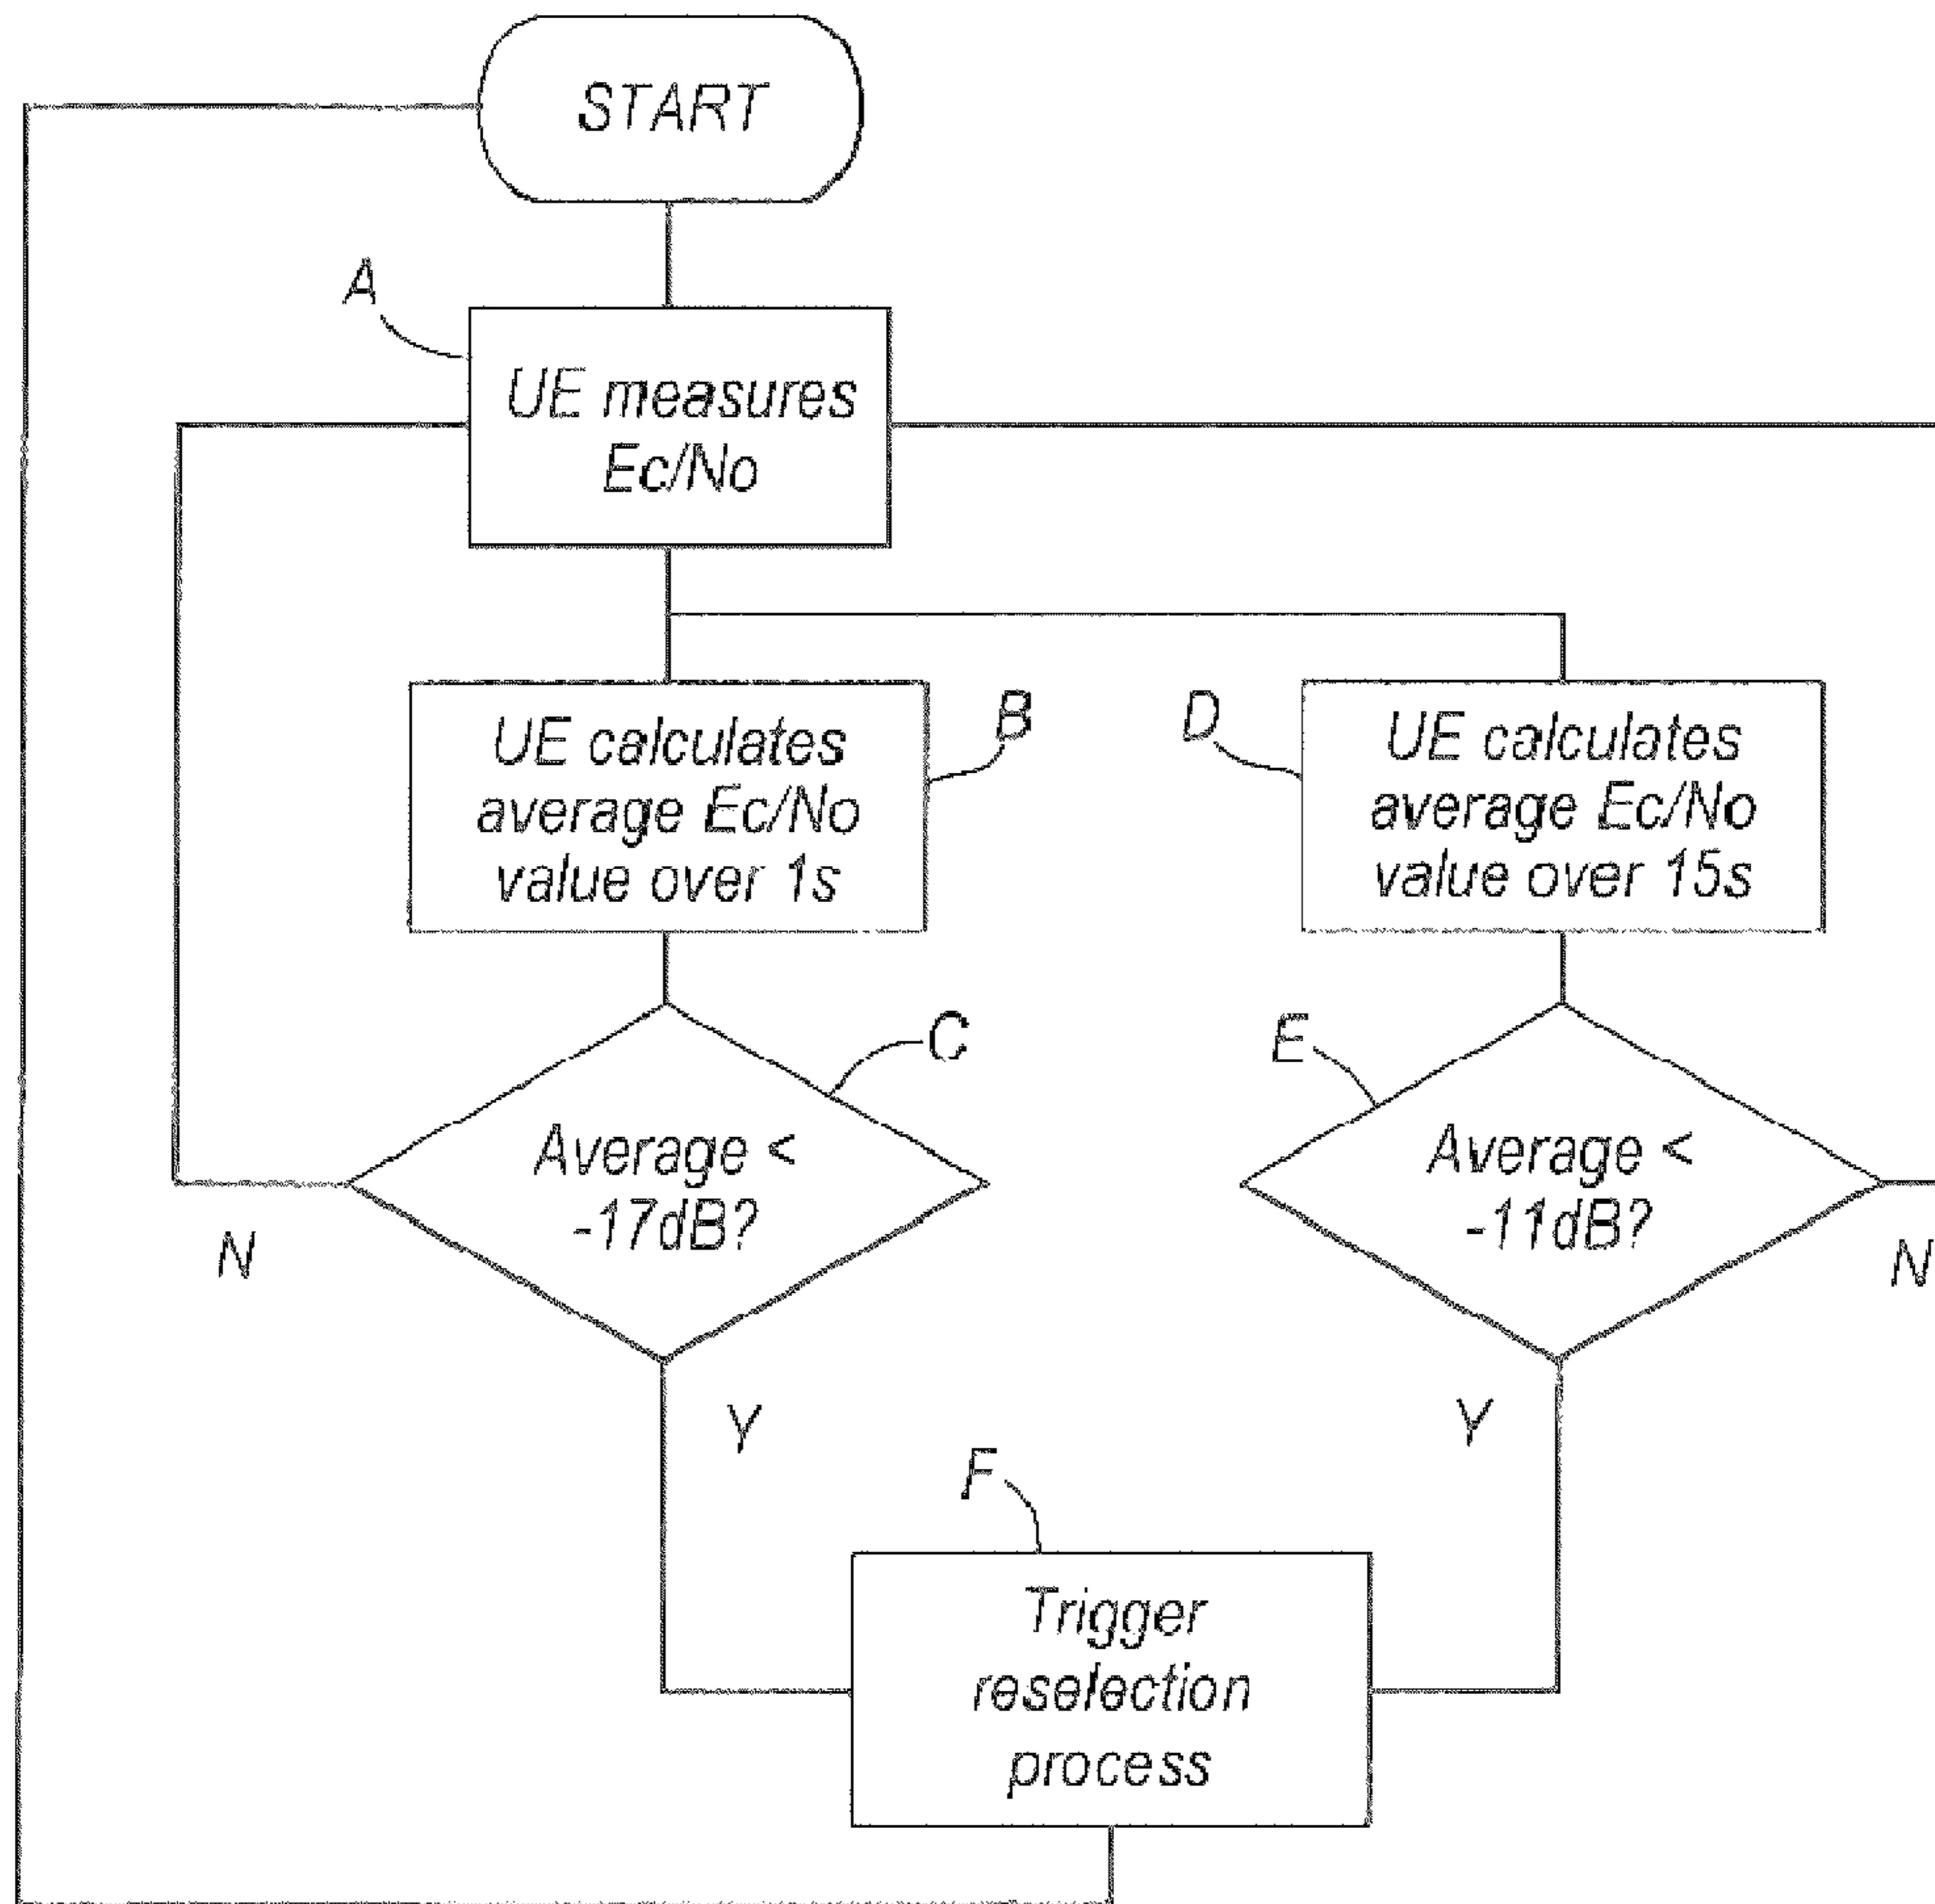 START
A
UE measures
Ec/No
UE calculates
average Ec/No
value over 1s
B
D
UE calculates
average Ec/No
value over 15s
C
E
Average <
-17dB?
Average <
-11dB?
N
N
Y
Y
F
Trigger
reselection
process